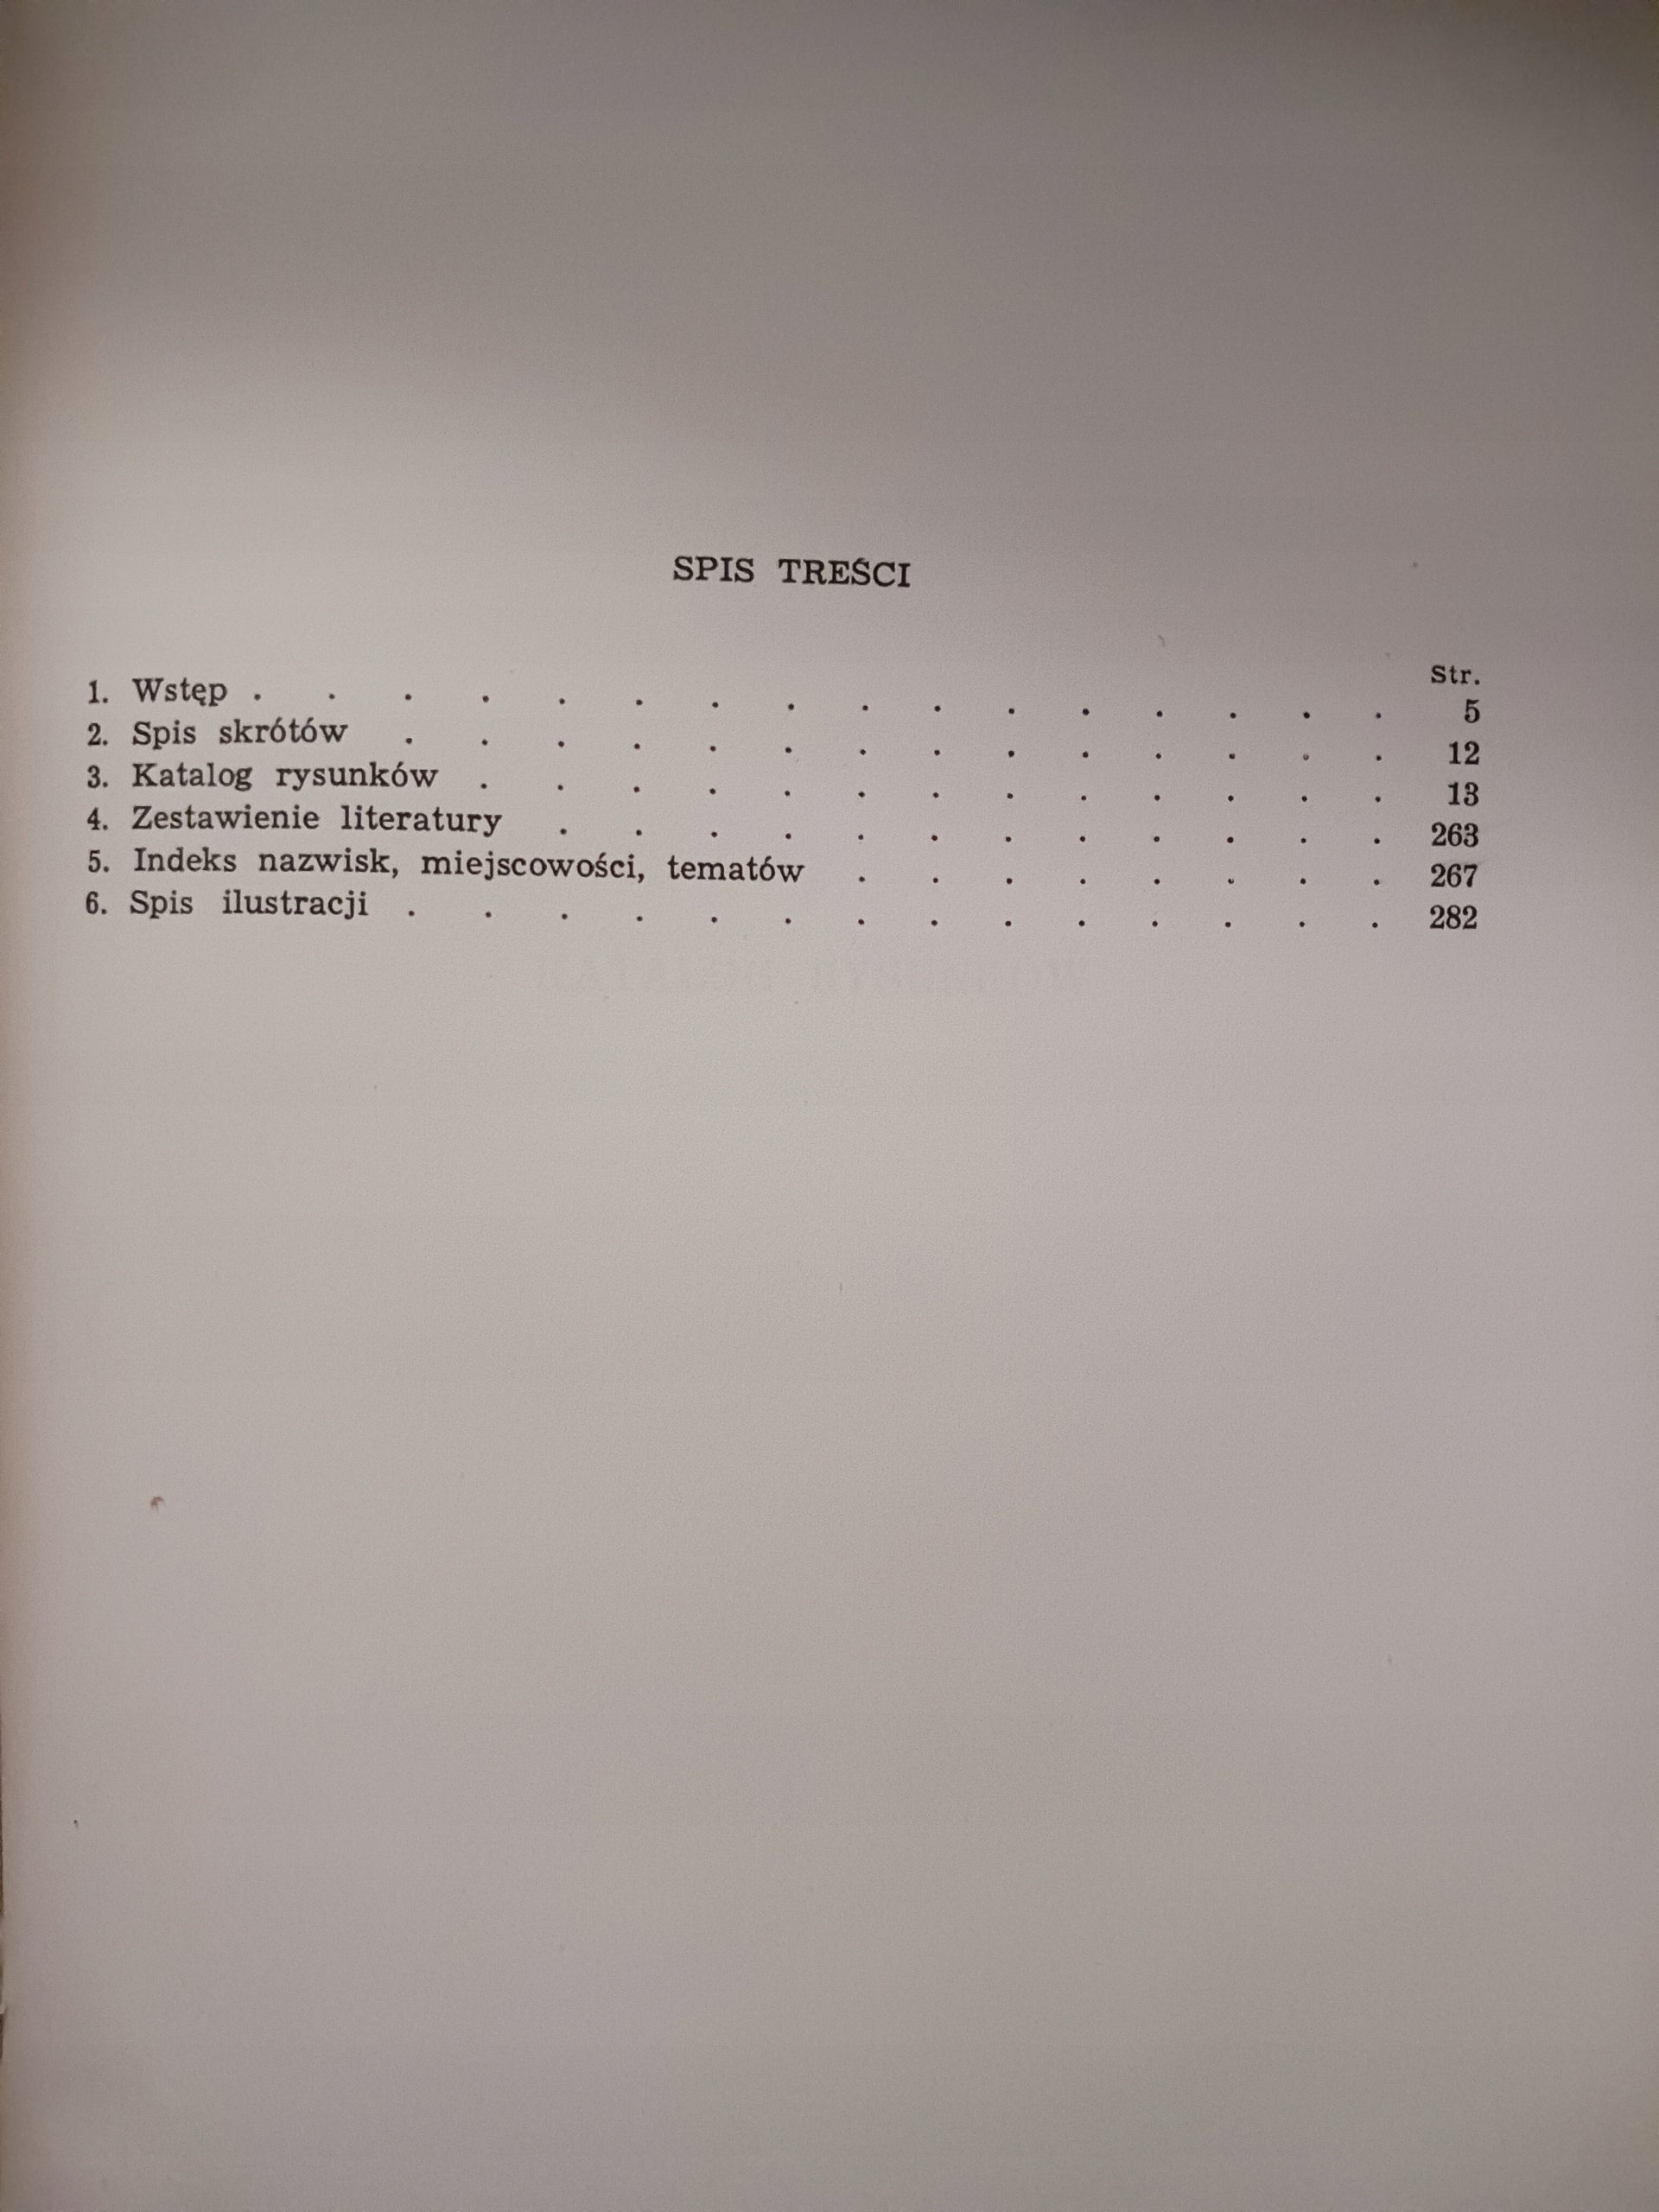 SPIS TREŚCI
Str.
1. Wstęp . . . . . . . . . . . . . . . . 5
2. Spis skrótów . . . . . . . . . . . . . . 12
3. Katalog rysunków . . . . . . . . . . . . . 13
4. Zestawienie literatury . . . . . . . . . . . . 263
5. Indeks nazwisk, miejscowości, tematów . . . . . . . . 267
6. Spis ilustracji . . . . . . . . . . . . . . 282